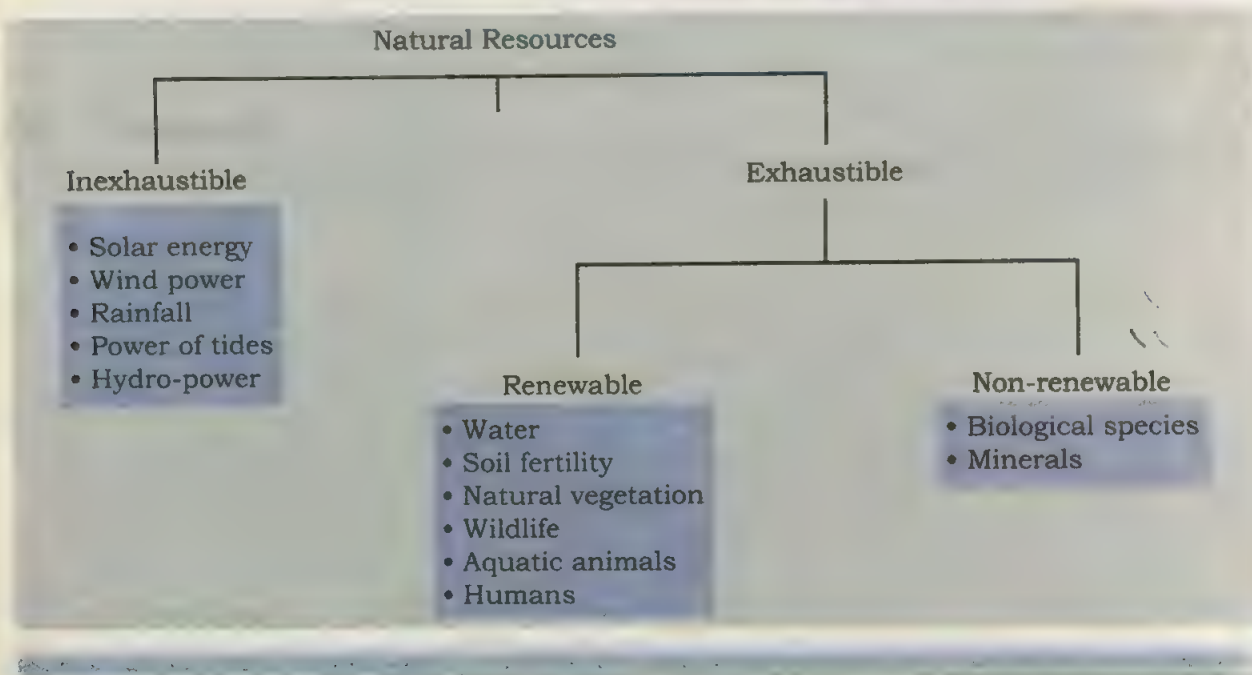 Natural Resources
Inexhaustible
• Solar energy
• Wind power
• Rainfall
• Power of tides
• Hydro-power
Exhaustible
Renewable
• Water
• Soil fertility
• Natural vegetation
• Wildlife
• Aquatic animals
• Humans
Non-renewable
• Biological species
• Minerals